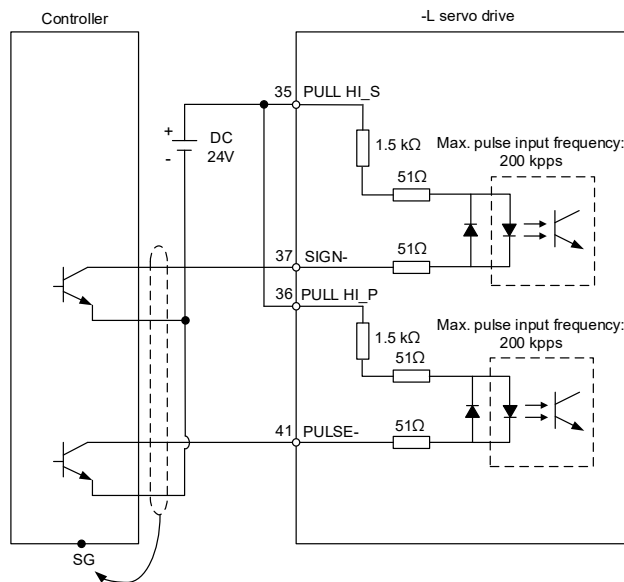 Controller
-L servo drive
35 PULL HI_S
+
-
DC
24V
1.5 kΩ
Max. pulse input frequency:
200 kpps
51Ω
51Ω
37 SIGN-
36 PULL HI_P
1.5 kΩ
Max. pulse input frequency:
200 kpps
51Ω
51Ω
41 PULSE-
SG